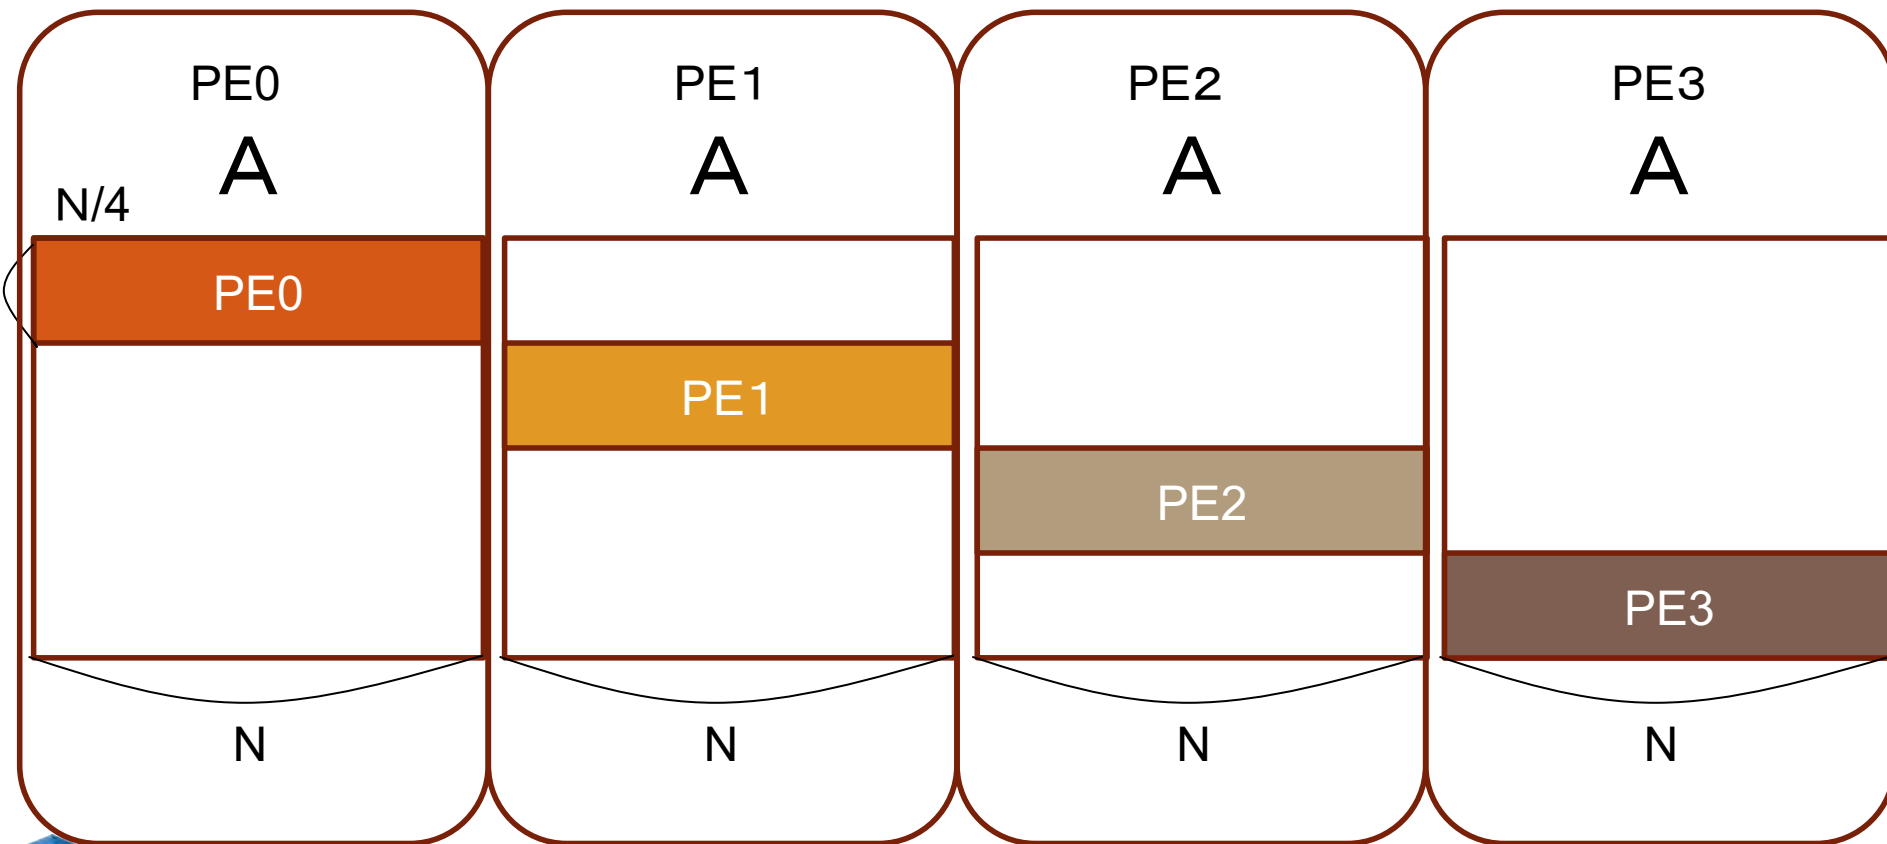 PE0 PE1 PE2 PE3
A A A A
N/4
PE0
PE1
PE2
PE3
N N N N